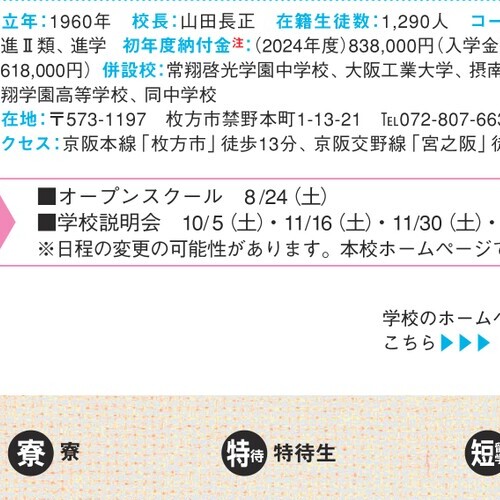 立年：1960年　校長：山田長正　在籍生徒数：1,290人　コー
進Ⅱ類、進学　初年度納付金注：(2024年度)838,000円（入学金
618,000円）併設校：常翔啓光学園中学校、大阪工業大学、摂南
翔学園高等学校、同中学校
在地：〒573-1197　枚方市禁野本町1-13-21　℡072-807-663
クセス：京阪本線「枚方市」徒歩13分、京阪交野線「宮之阪」徒
■オープンスクール　8/24（土）
■学校説明会　10/5（土）・11/16（土）・11/30（土）・
※日程の変更の可能性があります。本校ホームページで
学校のホームペ
こちら▶▶▶
寮　寮　特待　特待生　短留学